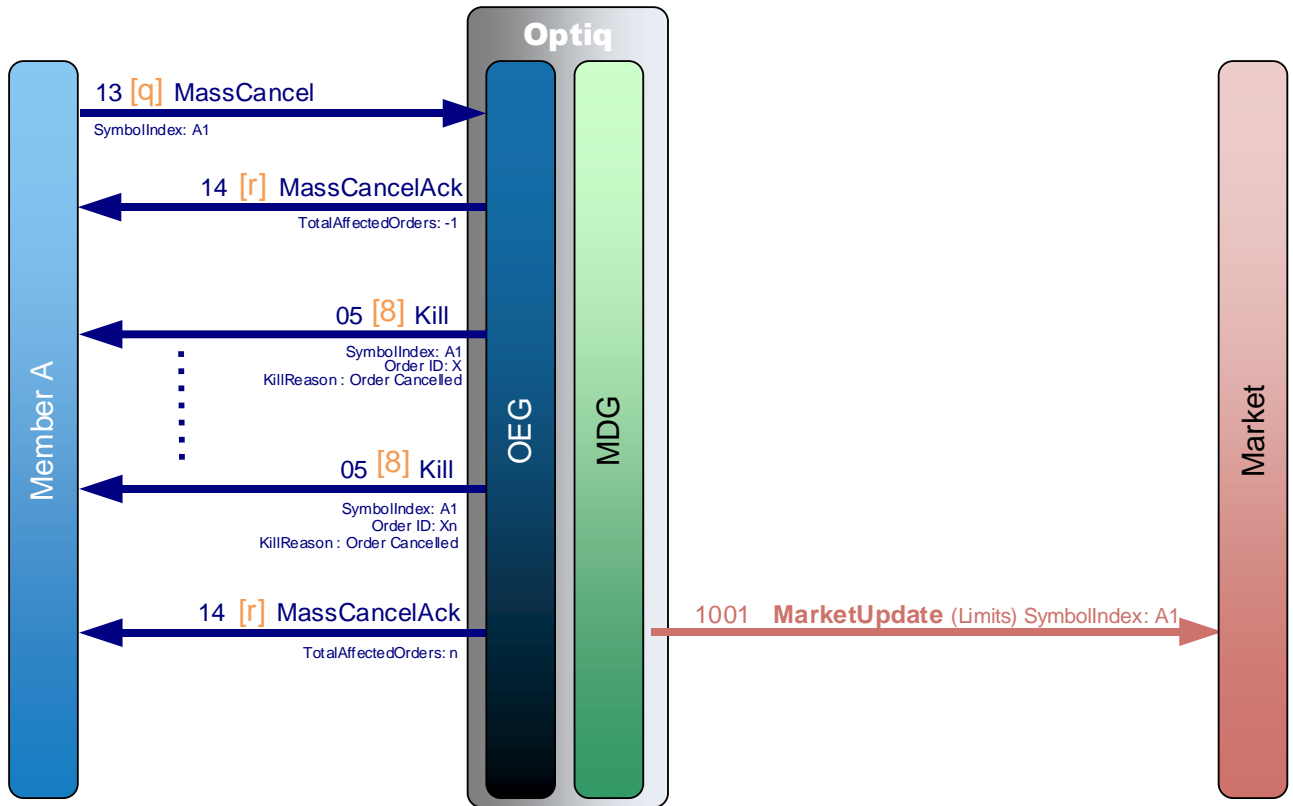 Optiq
13 [q] MassCancel
SymbolIndex: A1
14 [r] MassCancelAck
TotalAffectedOrders: -1
05 [8] Kill
SymbolIndex: A1
Order ID: X
KillReason : Order Cancelled
Member A
OEG
MDG
Market
05 [8] Kill
SymbolIndex: A1
Order ID: Xn
KillReason : Order Cancelled
14 [r] MassCancelAck
TotalAffectedOrders: n
1001 MarketUpdate (Limits) SymbolIndex: A1